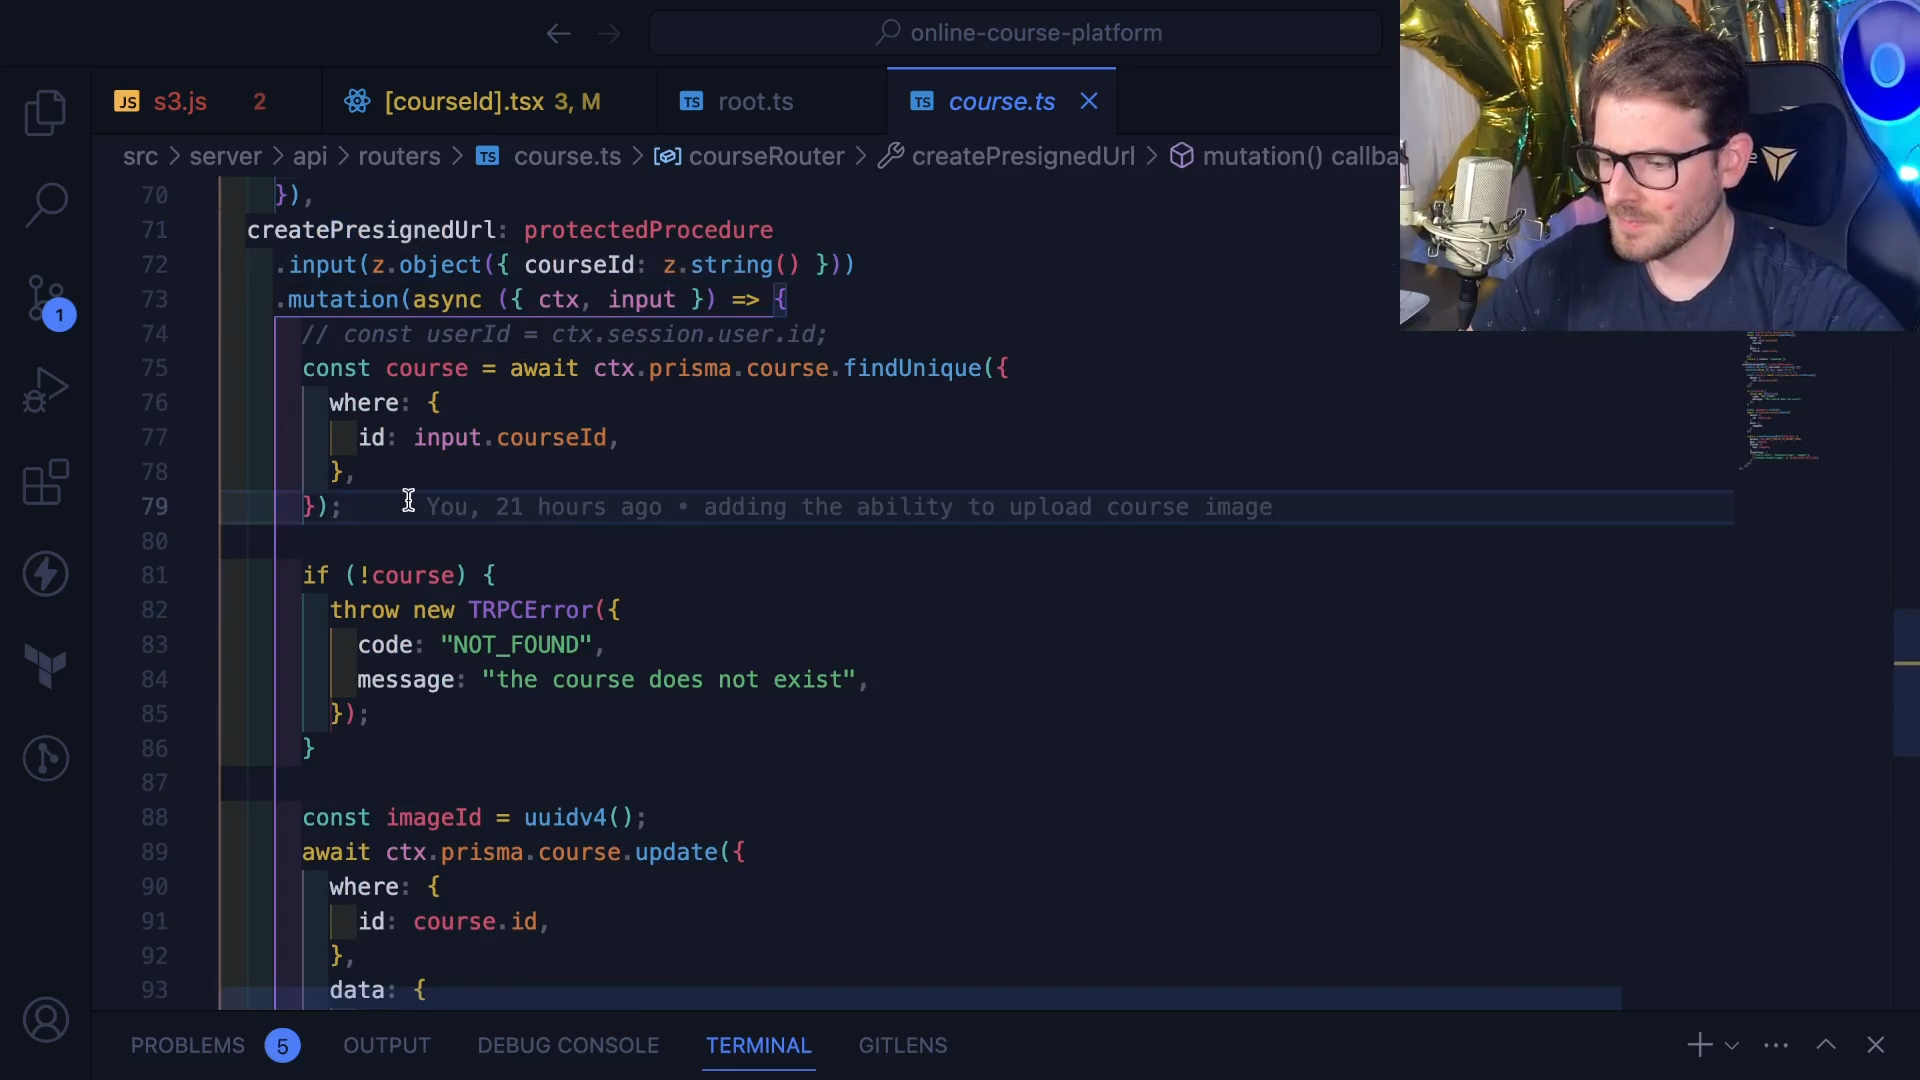 online-course-platform
JS s3.js 2
[courseId].tsx 3, M
TS root.ts
TS course.ts
src > server > api > routers > TS course.ts > courseRouter > createPresignedUrl > mutation() callba
70 }),
71 createPresignedUrl: protectedProcedure
72 .input(z.object({ courseId: z.string() }))
73 .mutation(async ({ ctx, input }) => {
74 // const userId = ctx.session.user.id;
75 const course = await ctx.prisma.course.findUnique({
76 where: {
77 id: input.courseId,
78 },
79 }); You, 21 hours ago • adding the ability to upload course image
80
81 if (!course) {
82 throw new TRPCError({
83 code: "NOT_FOUND",
84 message: "the course does not exist",
85 });
86 }
87
88 const imageId = uuidv4();
89 await ctx.prisma.course.update({
90 where: {
91 id: course.id,
92 },
93 data: {
1
PROBLEMS 5 OUTPUT DEBUG CONSOLE TERMINAL GITLENS